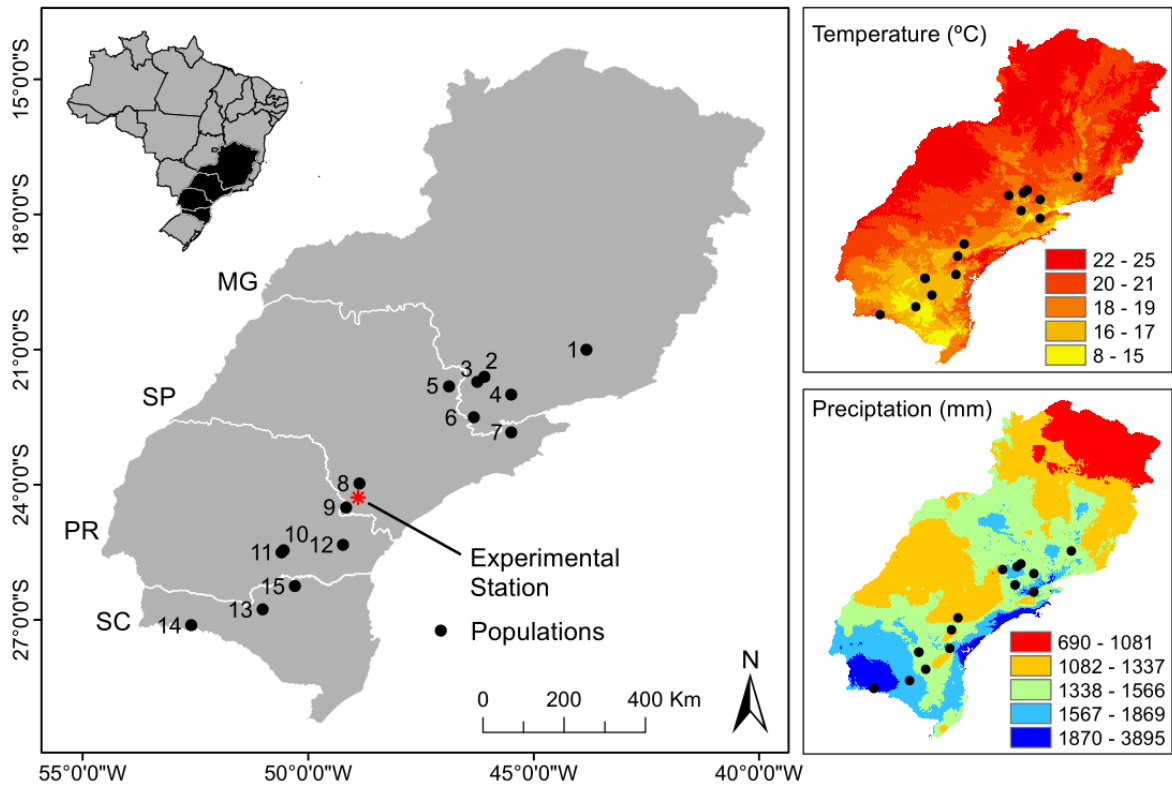 15°0'0"S
18°0'0"S
21°0'0"S
24°0'0"S
27°0'0"S
MG
SP
PR
SC
1
2
3
4
5
6
7
8
9
10
11
12
15
13
14
Experimental
Station
Populations
N
0 200 400 Km
55°0'0"W 50°0'0"W 45°0'0"W 40°0'0"W
Temperature (ºC)
22 - 25
20 - 21
18 - 19
16 - 17
8 - 15
Preciptation (mm)
690 - 1081
1082 - 1337
1338 - 1566
1567 - 1869
1870 - 3895